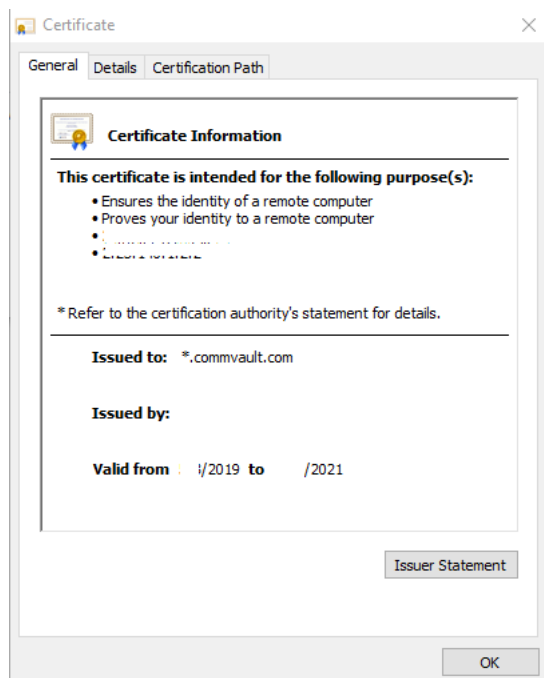 Certificate
General Details Certification Path
Certificate Information
This certificate is intended for the following purpose(s):
• Ensures the identity of a remote computer
• Proves your identity to a remote computer
•
•
* Refer to the certification authority's statement for details.
Issued to: *.commvault.com
Issued by:
Valid from /2019 to /2021
Issuer Statement
OK